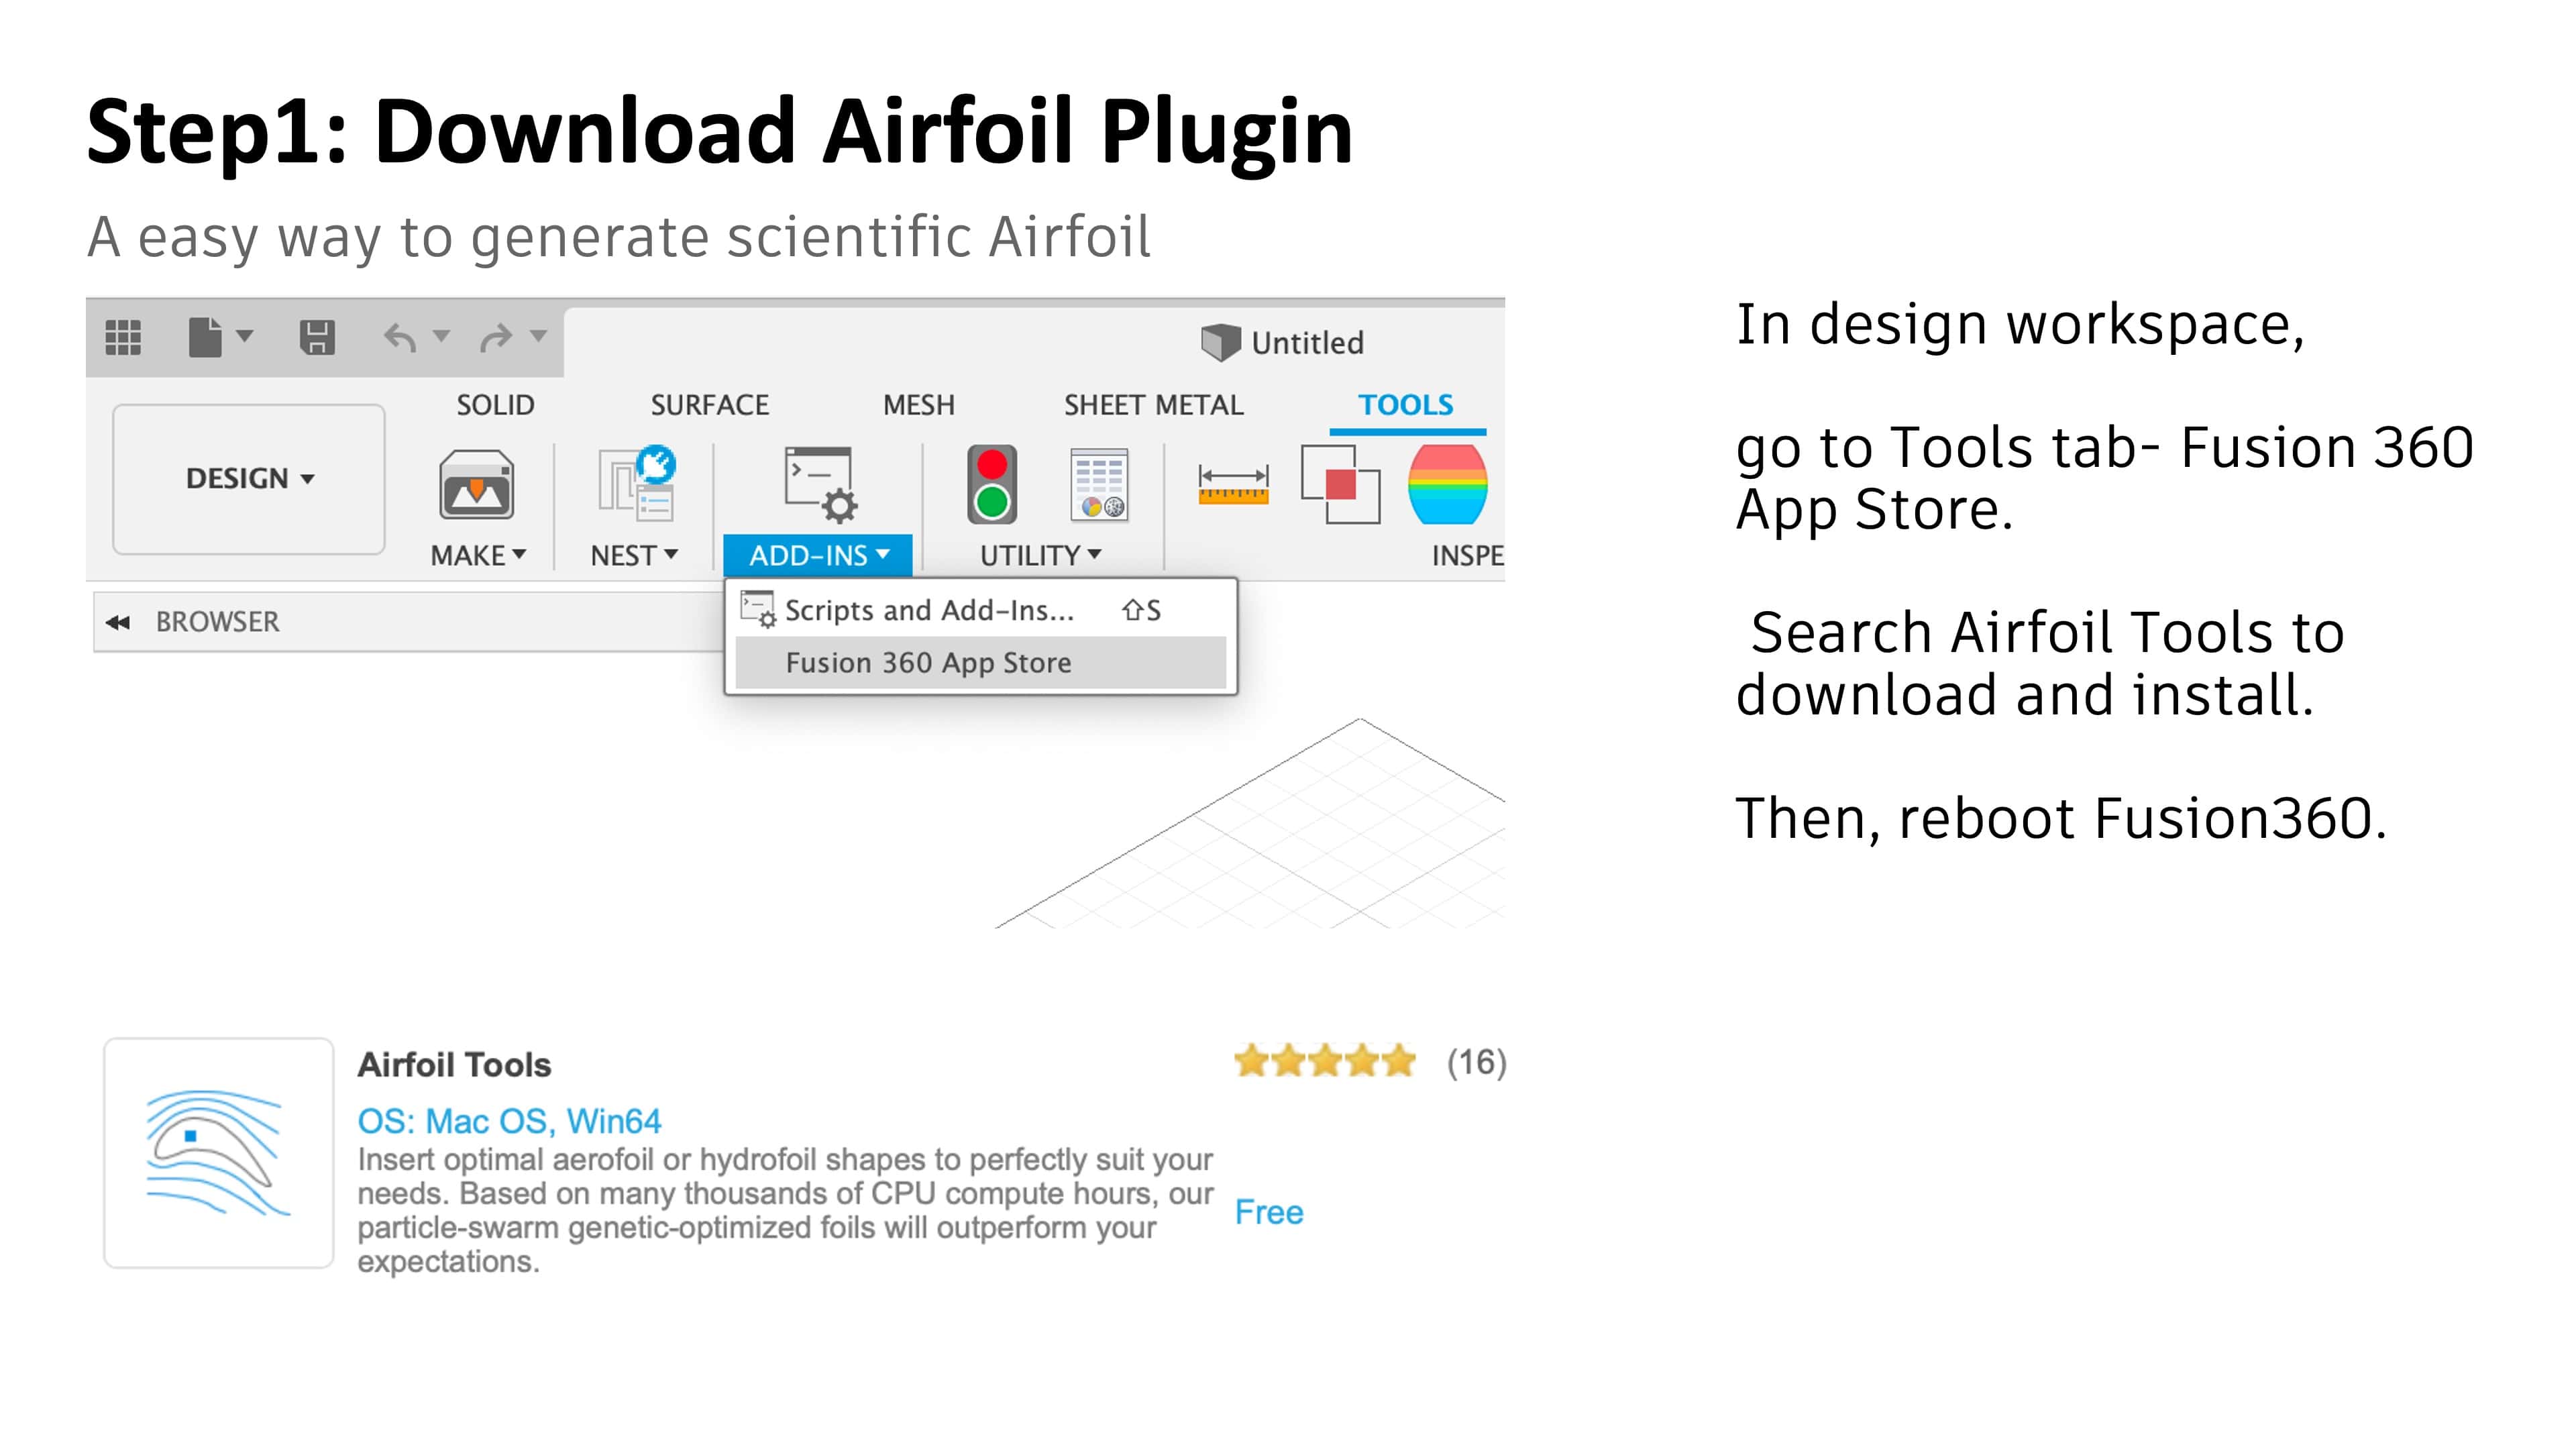 Step1: Download Airfoil Plugin
A easy way to generate scientific Airfoil
Untitled
SOLID SURFACE MESH SHEET METAL TOOLS
DESIGN
MAKE NEST ADD-INS UTILITY INSPE
BROWSER
Scripts and Add-Ins... ⇧S
Fusion 360 App Store
In design workspace,
go to Tools tab- Fusion 360
App Store.
Search Airfoil Tools to
download and install.
Then, reboot Fusion360.
Airfoil Tools
(16)
OS: Mac OS, Win64
Insert optimal aerofoil or hydrofoil shapes to perfectly suit your
needs. Based on many thousands of CPU compute hours, our
particle-swarm genetic-optimized foils will outperform your
expectations.
Free